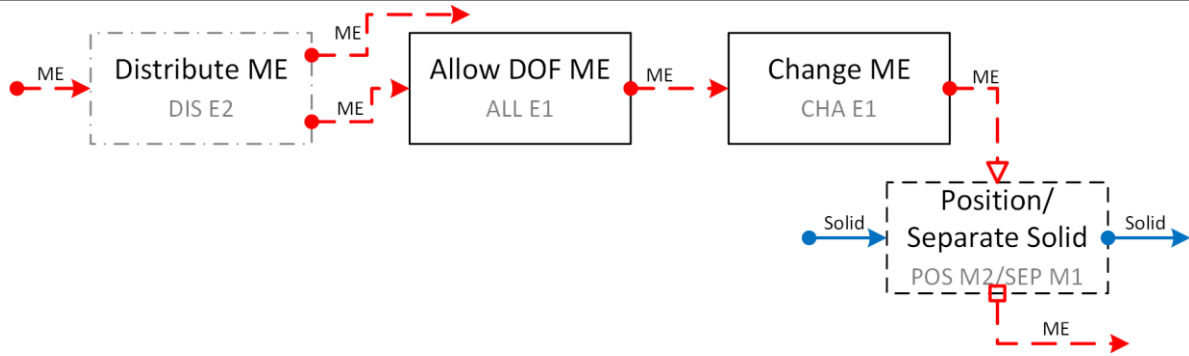 ME
Distribute ME
DIS E2
ME
ME
Allow DOF ME
ALL E1
ME
Change ME
CHA E1
ME
Solid
Position/
Separate Solid
POS M2/SEP M1
Solid
ME